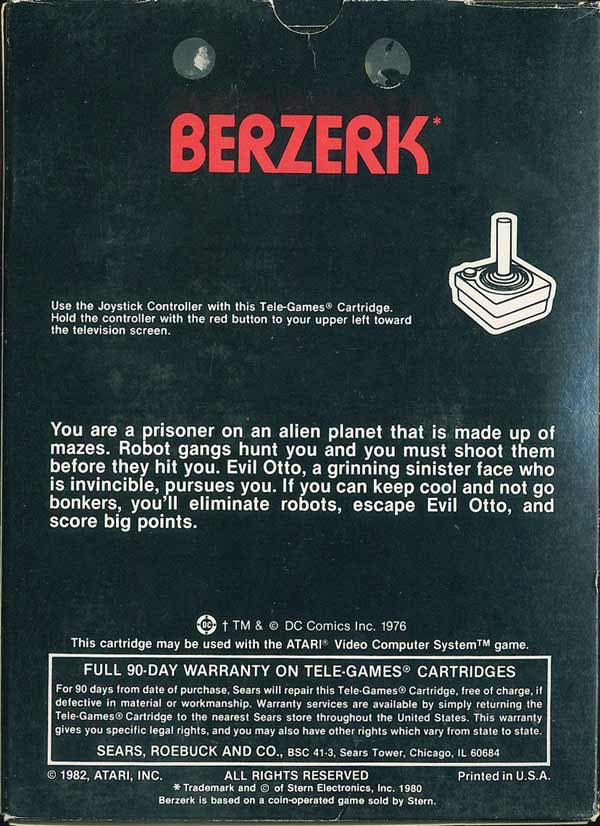 BERZERK*
Use the Joystick Controller with this Tele-Games® Cartridge.
Hold the controller with the red button to your upper left toward
the television screen.
You are a prisoner on an alien planet that is made up of
mazes. Robot gangs hunt you and you must shoot them
before they hit you. Evil Otto, a grinning sinister face who
is invincible, pursues you. If you can keep cool and not go
bonkers, you'll eliminate robots, escape Evil Otto, and
score big points.
DC † TM & © DC Comics Inc. 1976
This cartridge may be used with the ATARI® Video Computer System™ game.
FULL 90-DAY WARRANTY ON TELE-GAMES® CARTRIDGES
For 90 days from date of purchase, Sears will repair this Tele-Games® Cartridge, free of charge, if
defective in material or workmanship. Warranty services are available by simply returning the
Tele-Games® Cartridge to the nearest Sears store throughout the United States. This warranty
gives you specific legal rights, and you may also have other rights which vary from state to state.
SEARS, ROEBUCK AND CO., BSC 41-3, Sears Tower, Chicago, IL 60684
© 1982, ATARI, INC. ALL RIGHTS RESERVED Printed in U.S.A.
* Trademark and © of Stern Electronics, Inc. 1980
Berzerk is based on a coin-operated game sold by Stern.